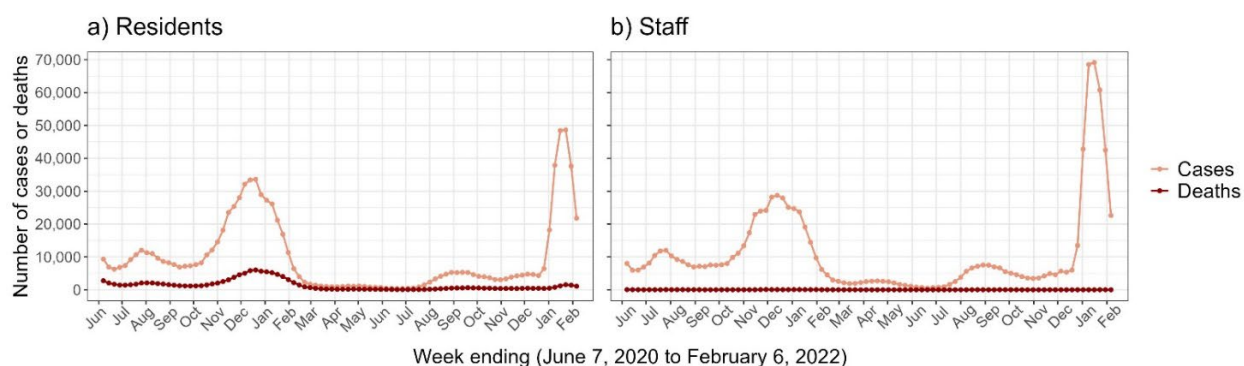 a) Residents
b) Staff
Number of cases or deaths
70,000
60,000
50,000
40,000
30,000
20,000
10,000
0
Jun Jul Aug Sep Oct Nov Dec Jan Feb Mar Apr May Jun Jul Aug Sep Oct Nov Dec Jan Feb
Jun Jul Aug Sep Oct Nov Dec Jan Feb Mar Apr May Jun Jul Aug Sep Oct Nov Dec Jan Feb
Cases
Deaths
Week ending (June 7, 2020 to February 6, 2022)